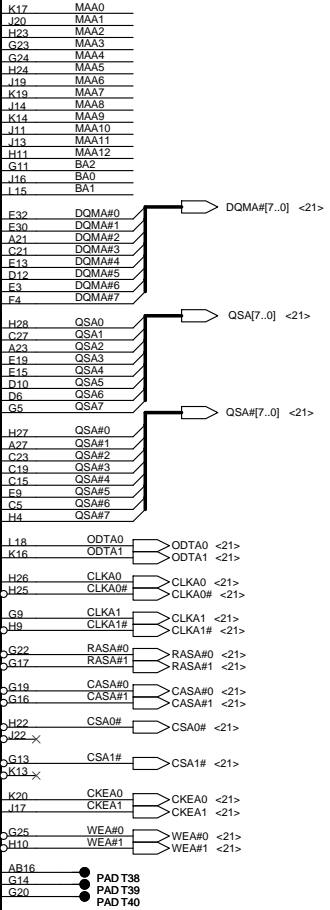 K17 MAA0
J20 MAA1
H23 MAA2
G23 MAA3
G24 MAA4
H24 MAA5
J19 MAA6
K19 MAA7
J14 MAA8
K14 MAA9
J11 MAA10
J13 MAA11
H11 MAA12
G11 BA2
J16 BA0
L15 BA1
DQMA#[7..0] <21>
E32 DQMA#0
E30 DQMA#1
A21 DQMA#2
C21 DQMA#3
E13 DQMA#4
D12 DQMA#5
E3 DQMA#6
F4 DQMA#7
QSA[7..0] <21>
H28 QSA0
C27 QSA1
A23 QSA2
E19 QSA3
E15 QSA4
D10 QSA5
D6 QSA6
G5 QSA7
QSA#[7..0] <21>
H27 QSA#0
A27 QSA#1
C23 QSA#2
C19 QSA#3
C15 QSA#4
E9 QSA#5
C5 QSA#6
H4 QSA#7
L18 ODTA0 ODTA0 <21>
K16 ODTA1 ODTA1 <21>
H26 CLKA0 CLKA0 <21>
H25 CLKA0# CLKA0# <21>
G9 CLKA1 CLKA1 <21>
H9 CLKA1# CLKA1# <21>
G22 RASA#0 RASA#0 <21>
G17 RASA#1 RASA#1 <21>
G19 CASA#0 CASA#0 <21>
G16 CASA#1 CASA#1 <21>
H22 CSA0# CSA0# <21>
J22
G13 CSA1# CSA1# <21>
K13
K20 CKEA0 CKEA0 <21>
J17 CKEA1 CKEA1 <21>
G25 WEA#0 WEA#0 <21>
H10 WEA#1 WEA#1 <21>
AB16 PAD T38
G14 PAD T39
G20 PAD T40